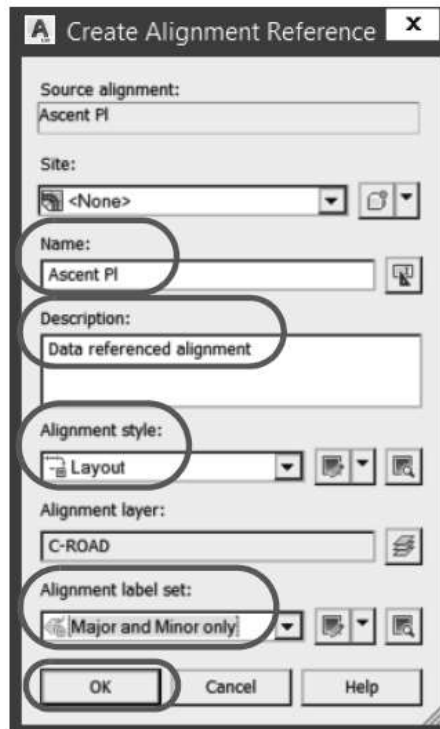 Create Alignment Reference
X
Source alignment:
Ascent Pl
Site:
<None>
Name:
Ascent Pl
Description:
Data referenced alignment
Alignment style:
Layout
Alignment layer:
C-ROAD
Alignment label set:
Major and Minor only
OK Cancel Help